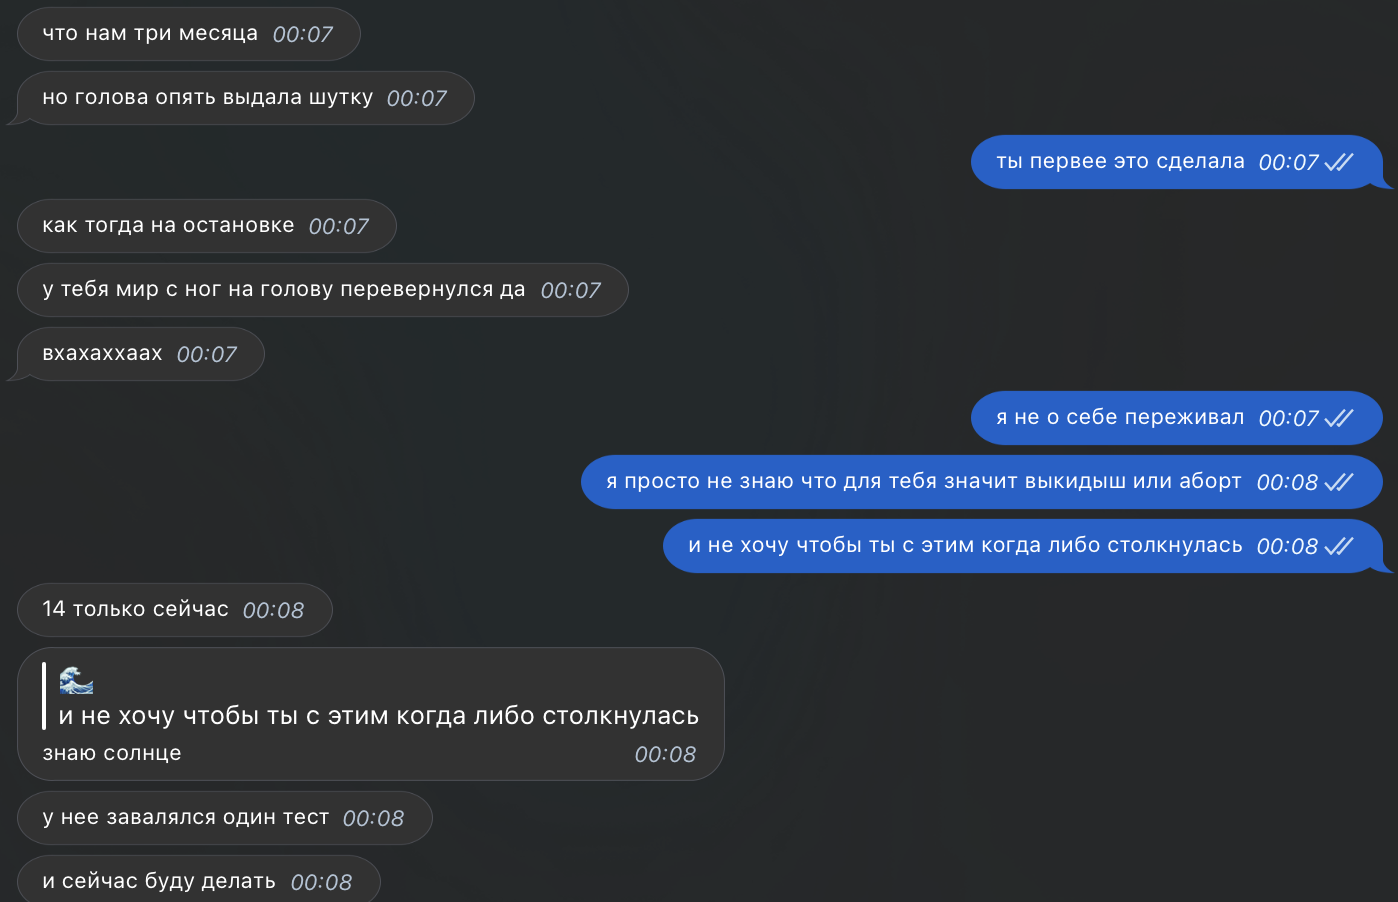 что нам три месяца 00:07
но голова опять выдала шутку 00:07
ты первее это сделала 00:07
как тогда на остановке 00:07
у тебя мир с ног на голову перевернулся да 00:07
вхахаххаах 00:07
я не о себе переживал 00:07
я просто не знаю что для тебя значит выкидыш или аборт 00:08
и не хочу чтобы ты с этим когда либо столкнулась 00:08
14 только сейчас 00:08
🌊
и не хочу чтобы ты с этим когда либо столкнулась
знаю солнце 00:08
у нее завалялся один тест 00:08
и сейчас буду делать 00:08